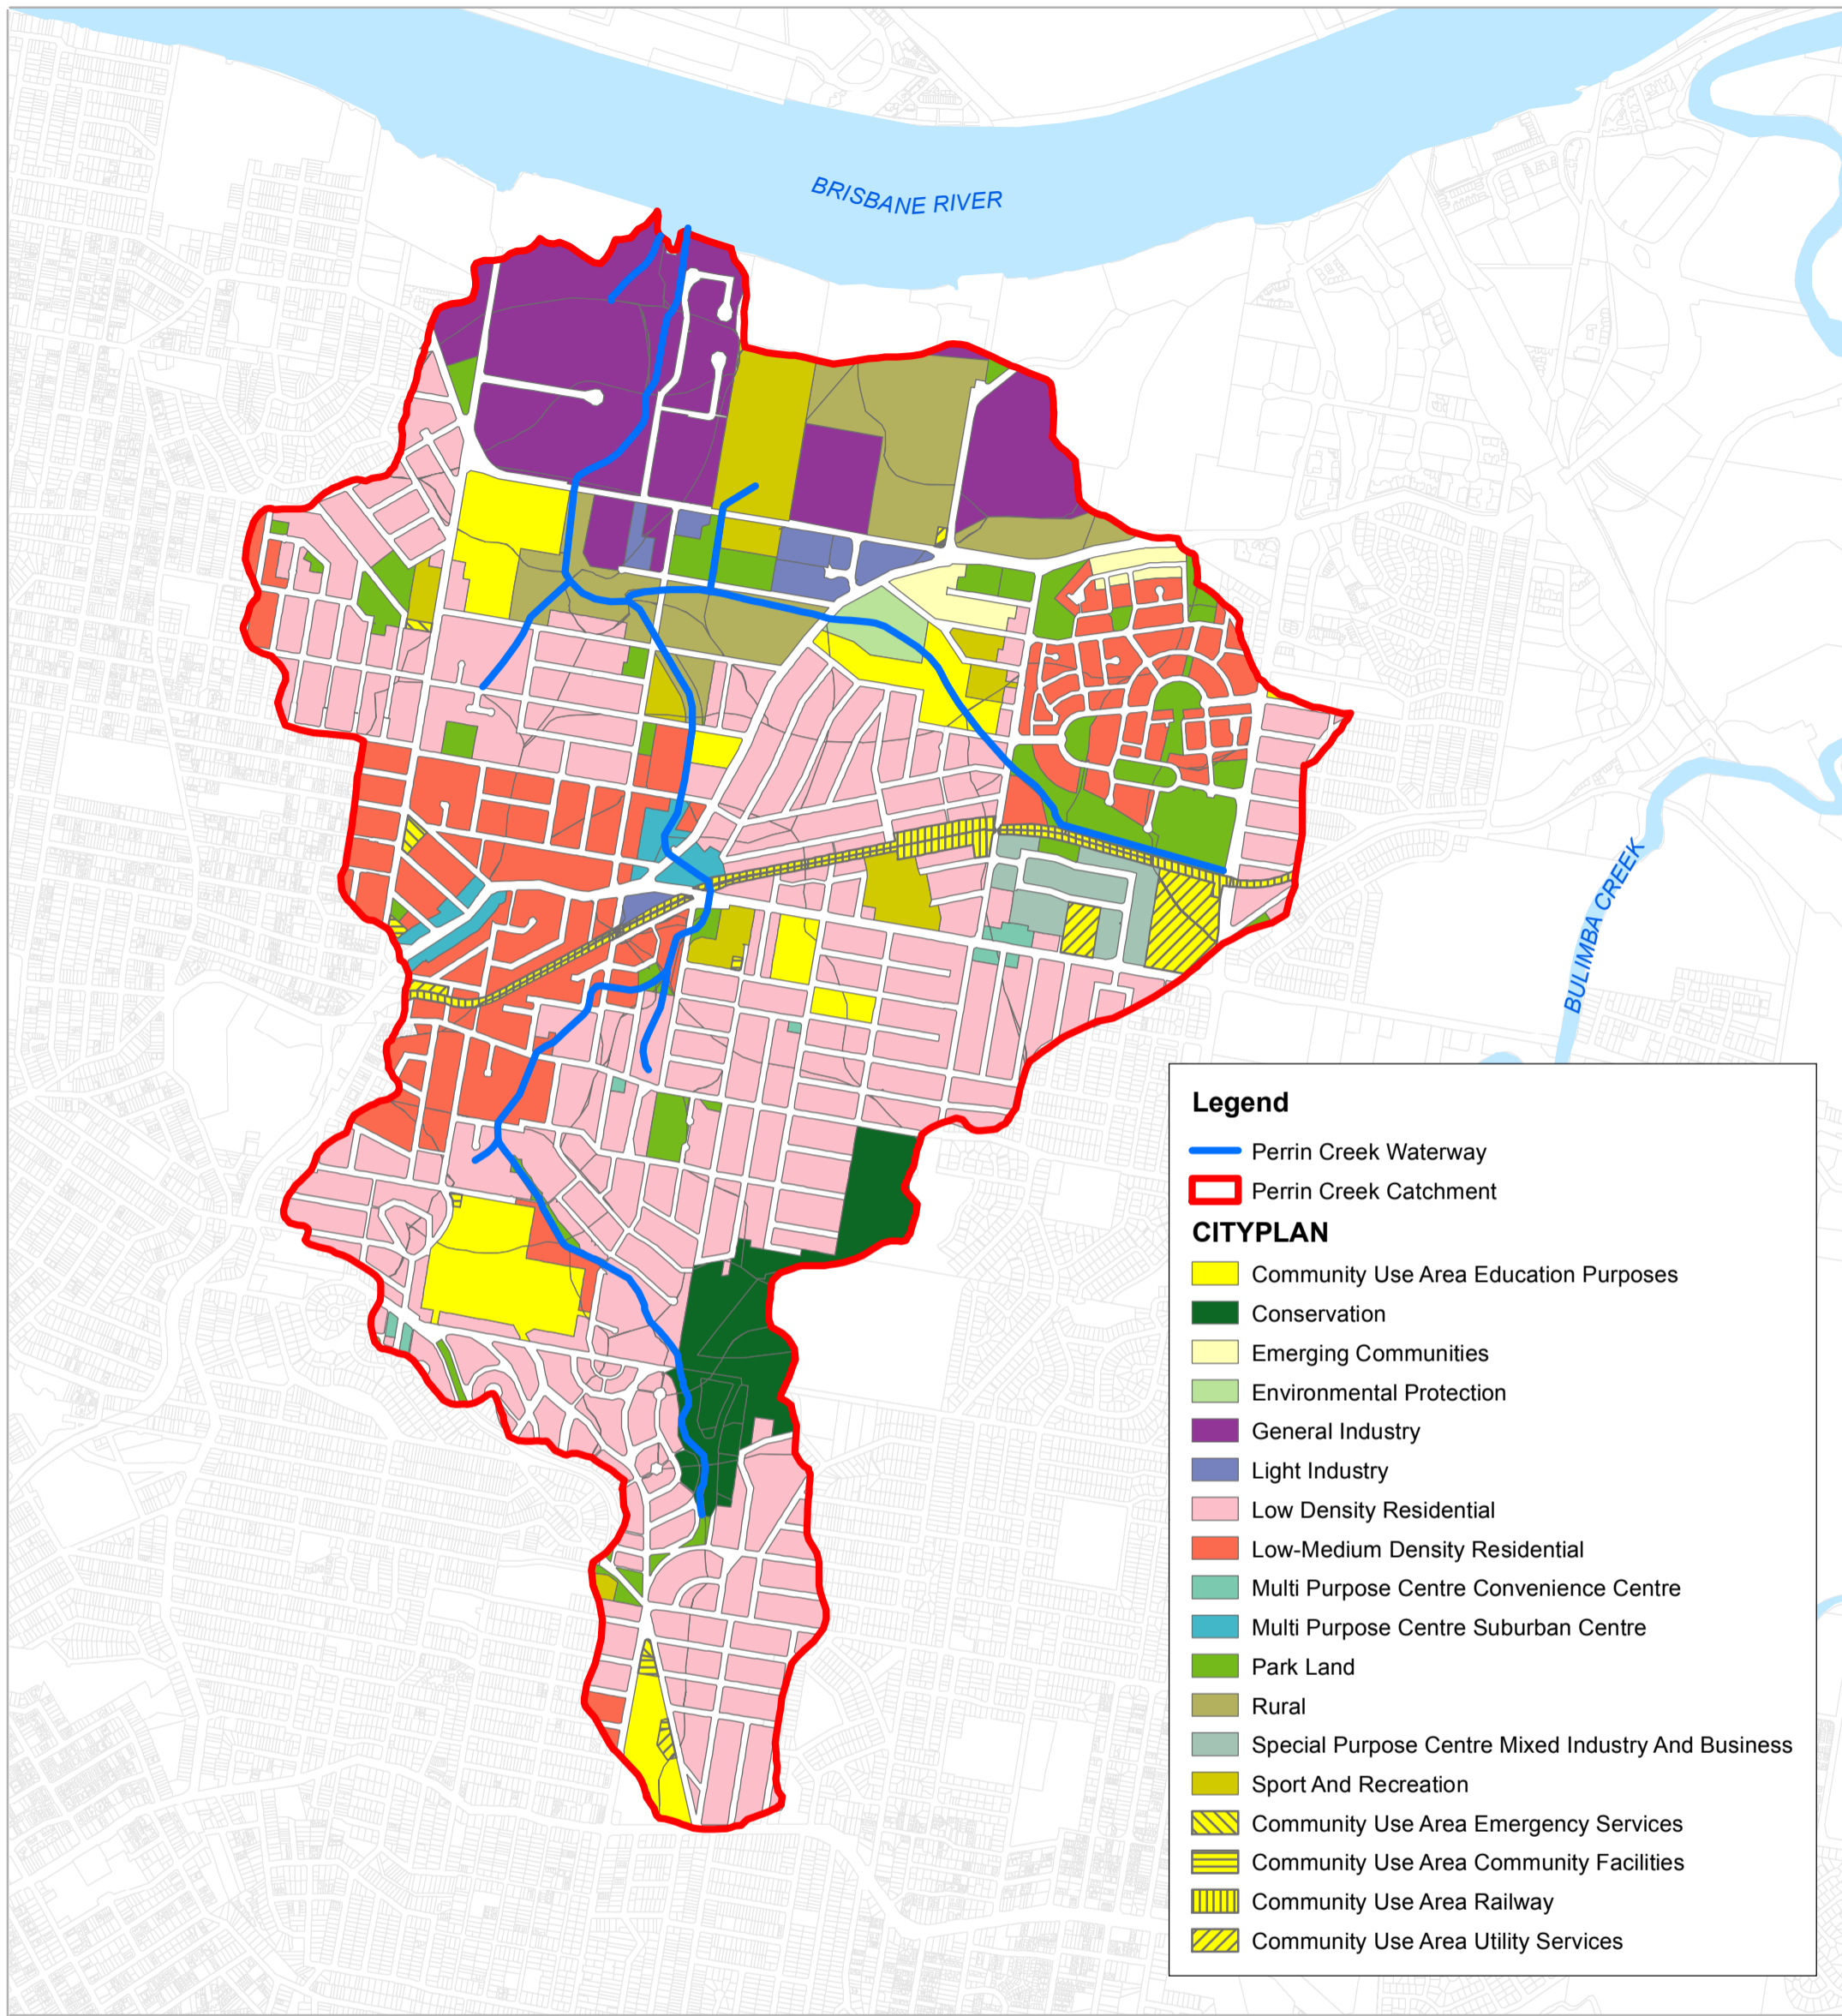 BRISBANE RIVER
BULIMBA CREEK
Legend
Perrin Creek Waterway
Perrin Creek Catchment
CITYPLAN
Community Use Area Education Purposes
Conservation
Emerging Communities
Environmental Protection
General Industry
Light Industry
Low Density Residential
Low-Medium Density Residential
Multi Purpose Centre Convenience Centre
Multi Purpose Centre Suburban Centre
Park Land
Rural
Special Purpose Centre Mixed Industry And Business
Sport And Recreation
Community Use Area Emergency Services
Community Use Area Community Facilities
Community Use Area Railway
Community Use Area Utility Services